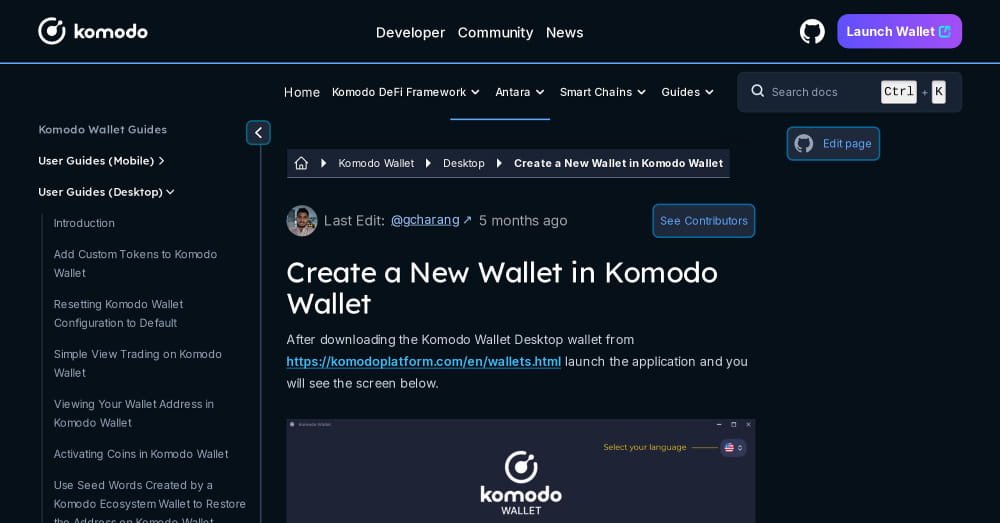 komodo
Developer Community News
Launch Wallet
Home Komodo DeFi Framework Antara Smart Chains Guides
Search docs Ctrl + K
Komodo Wallet Guides
User Guides (Mobile)
User Guides (Desktop)
Introduction
Add Custom Tokens to Komodo
Wallet
Resetting Komodo Wallet
Configuration to Default
Simple View Trading on Komodo
Wallet
Viewing Your Wallet Address in
Komodo Wallet
Activating Coins in Komodo Wallet
Use Seed Words Created by a
Komodo Ecosystem Wallet to Restore
the Address on Komodo Wallet
Komodo Wallet Desktop Create a New Wallet in Komodo Wallet
Edit page
Last Edit: @gcharang ↗ 5 months ago
See Contributors
Create a New Wallet in Komodo
Wallet
After downloading the Komodo Wallet Desktop wallet from
https://komodoplatform.com/en/wallets.html launch the application and you
will see the screen below.
Komodo Wallet
Select your language
komodo
WALLET